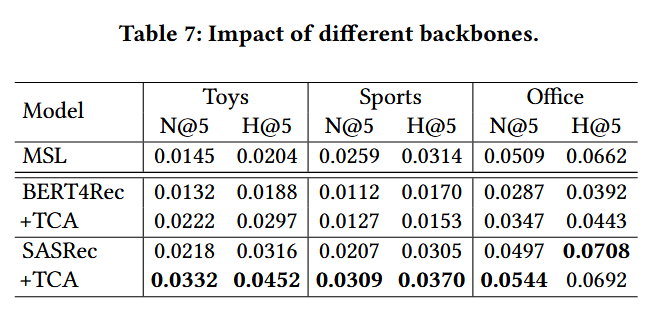 Table 7: Impact of different backbones.
Model Toys Sports Office
N@5 H@5 N@5 H@5 N@5 H@5
MSL 0.0145 0.0204 0.0259 0.0314 0.0509 0.0662
BERT4Rec 0.0132 0.0188 0.0112 0.0170 0.0287 0.0392
+TCA 0.0222 0.0297 0.0127 0.0153 0.0347 0.0443
SASRec 0.0218 0.0316 0.0207 0.0305 0.0497 0.0708
+TCA 0.0332 0.0452 0.0309 0.0370 0.0544 0.0692